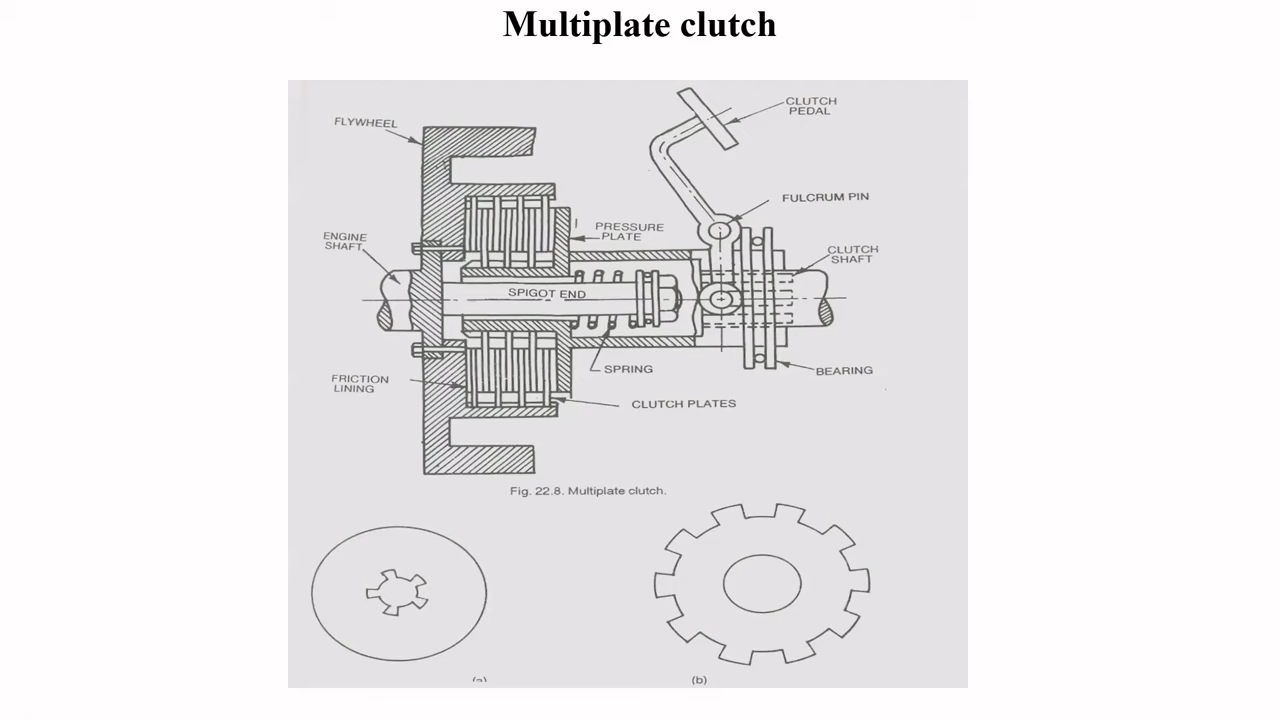 Multiplate clutch
CLUTCH
PEDAL
FLYWHEEL
FULCRUM PIN
PRESSURE
PLATE
ENGINE
SHAFT
CLUTCH
SHAFT
SPIGOT END
SPRING
BEARING
FRICTION
LINING
CLUTCH PLATES
Fig. 22.8. Multiplate clutch.
(a)
(b)